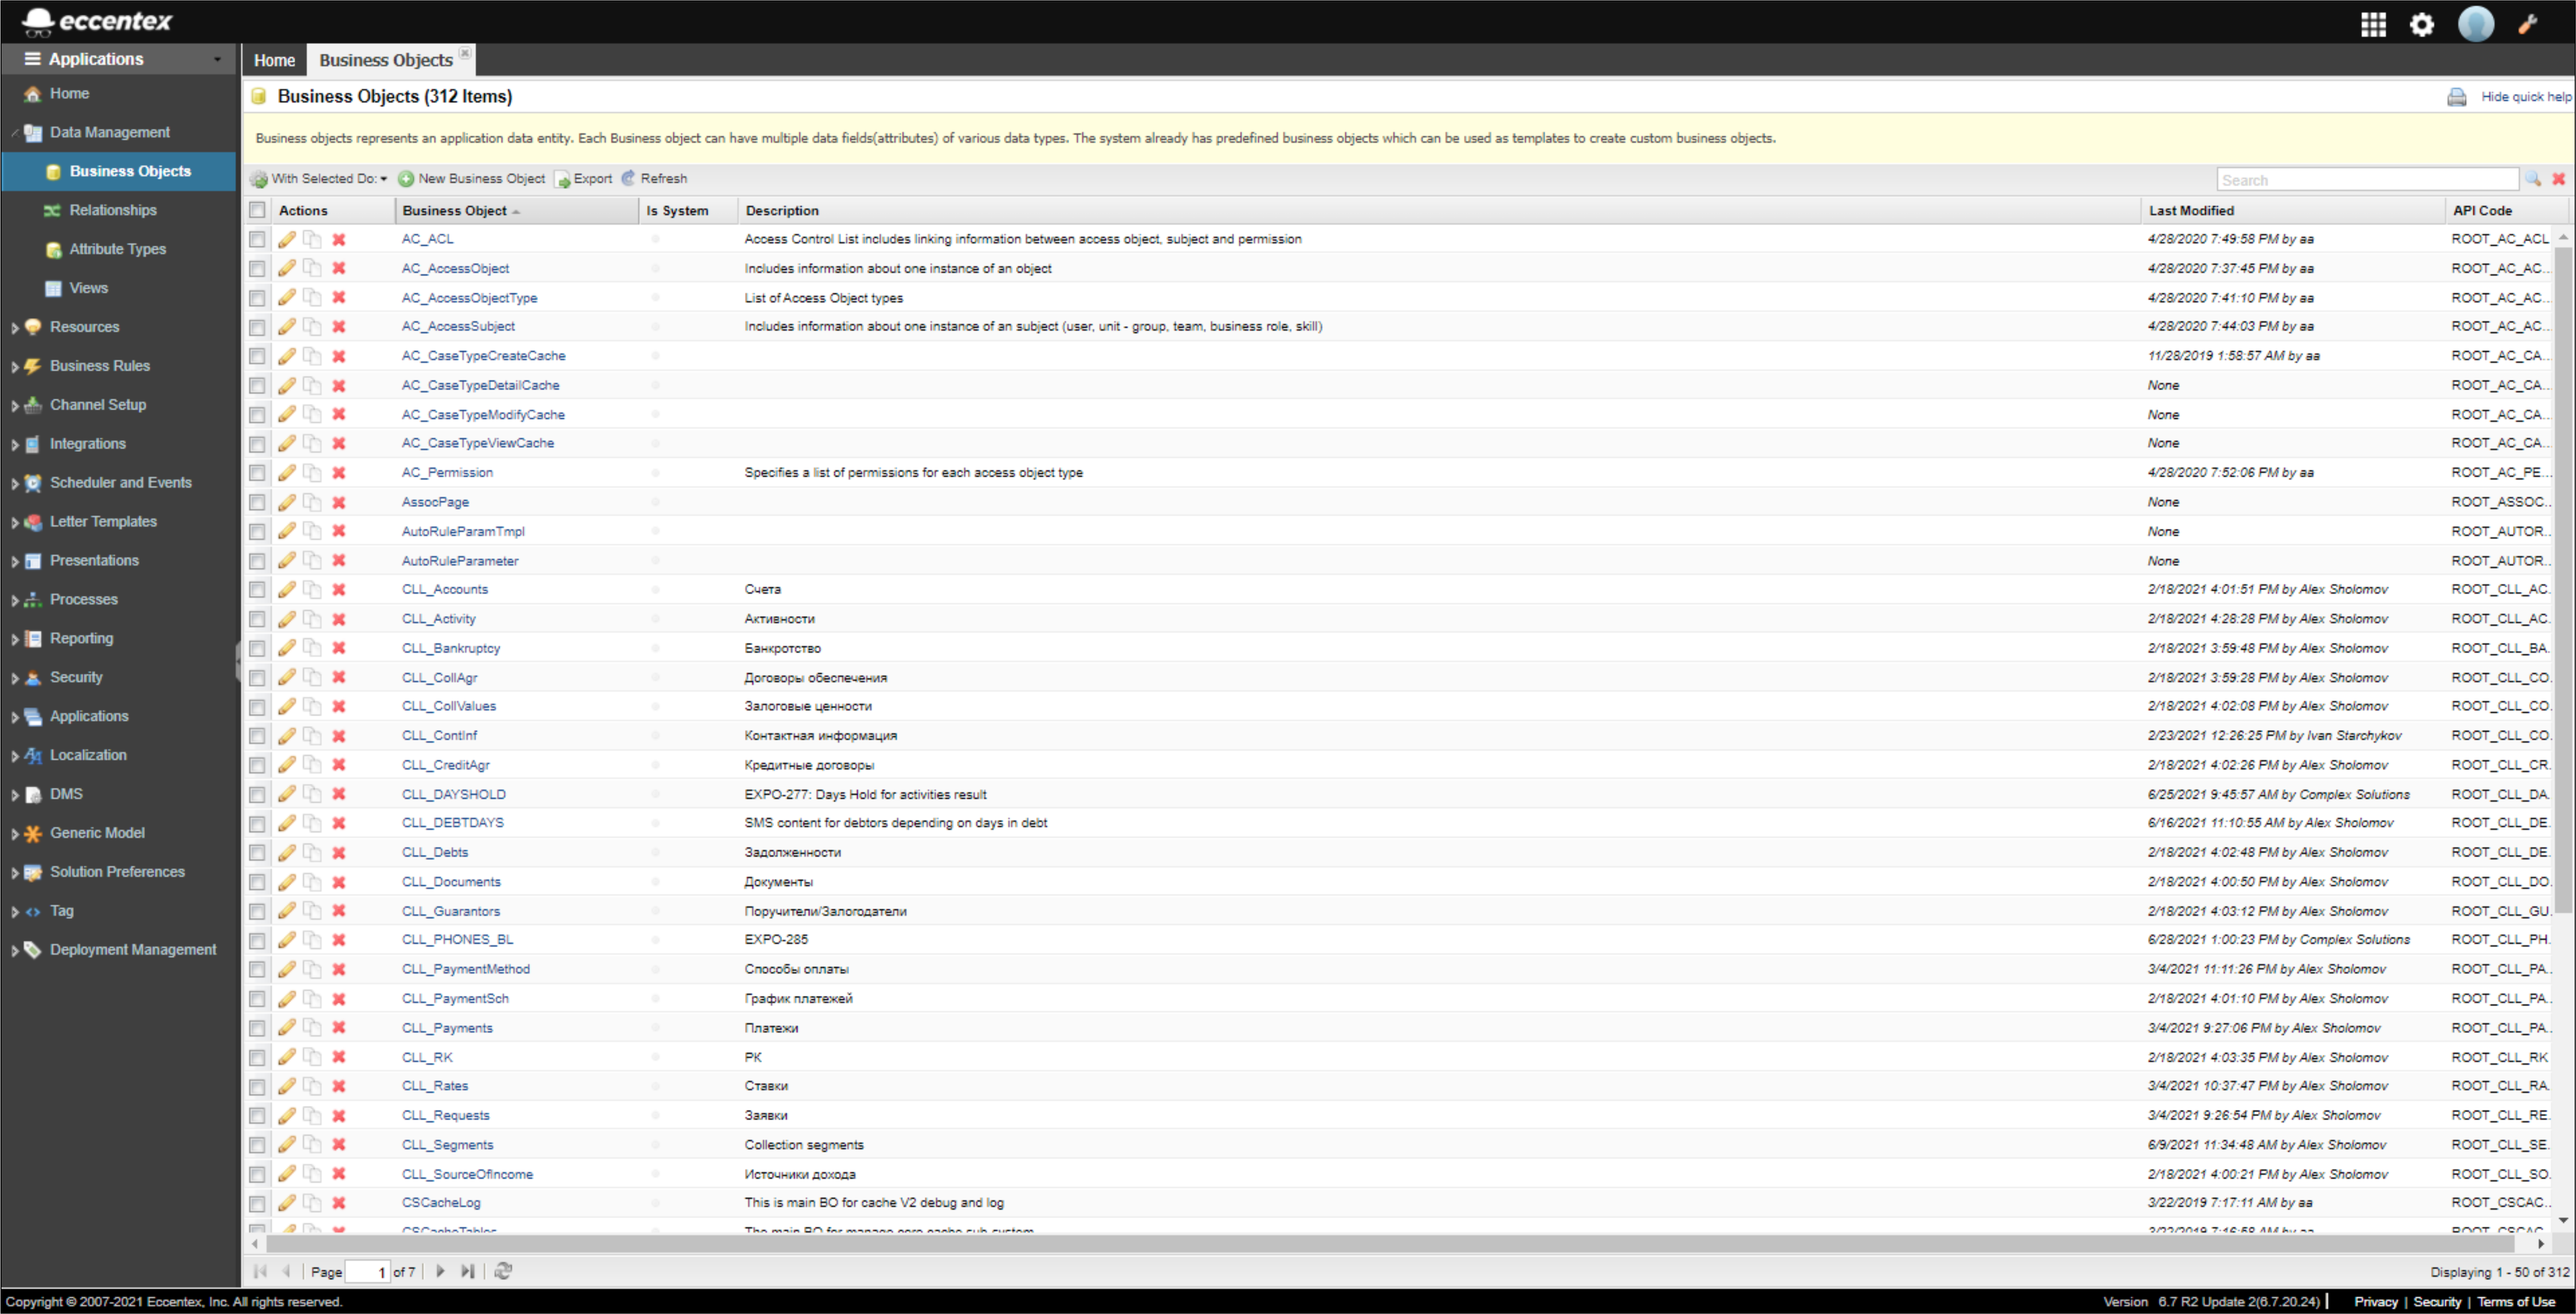 eccentex
Applications
Home
Business Objects
Home
Data Management
Business Objects
Relationships
Attribute Types
Views
Resources
Business Rules
Channel Setup
Integrations
Scheduler and Events
Letter Templates
Presentations
Processes
Reporting
Security
Applications
Localization
DMS
Generic Model
Solution Preferences
Tag
Deployment Management
Business Objects (312 Items)
Hide quick help
Business objects represents an application data entity. Each Business object can have multiple data fields(attributes) of various data types. The system already has predefined business objects which can be used as templates to create custom business objects.
With Selected Do: New Business Object Export Refresh Search
Actions Business Object Is System Description Last Modified API Code
AC_ACL Access Control List includes linking information between access object, subject and permission 4/28/2020 7:49:58 PM by aa ROOT_AC_ACL
AC_AccessObject Includes information about one instance of an object 4/28/2020 7:37:45 PM by aa ROOT_AC_AC...
AC_AccessObjectType List of Access Object types 4/28/2020 7:41:10 PM by aa ROOT_AC_AC...
AC_AccessSubject Includes information about one instance of an subject (user, unit - group, team, business role, skill) 4/28/2020 7:44:03 PM by aa ROOT_AC_AC...
AC_CaseTypeCreateCache 11/28/2019 1:58:57 AM by aa ROOT_AC_CA...
AC_CaseTypeDetailCache None ROOT_AC_CA...
AC_CaseTypeModifyCache None ROOT_AC_CA...
AC_CaseTypeViewCache None ROOT_AC_CA...
AC_Permission Specifies a list of permissions for each access object type 4/28/2020 7:52:06 PM by aa ROOT_AC_PE...
AssocPage None ROOT_ASSOC...
AutoRuleParamTmpl None ROOT_AUTOR...
AutoRuleParameter None ROOT_AUTOR...
CLL_Accounts Счета 2/18/2021 4:01:51 PM by Alex Sholomov ROOT_CLL_AC.
CLL_Activity Активности 2/18/2021 4:28:28 PM by Alex Sholomov ROOT_CLL_AC.
CLL_Bankruptcy Банкротство 2/18/2021 3:59:48 PM by Alex Sholomov ROOT_CLL_BA.
CLL_CollAgr Договоры обеспечения 2/18/2021 3:59:28 PM by Alex Sholomov ROOT_CLL_CO.
CLL_CollValues Залоговые ценности 2/18/2021 4:02:08 PM by Alex Sholomov ROOT_CLL_CO.
CLL_ContInf Контактная информация 2/23/2021 12:26:25 PM by Ivan Starchykov ROOT_CLL_CO.
CLL_CreditAgr Кредитные договоры 2/18/2021 4:02:26 PM by Alex Sholomov ROOT_CLL_CR.
CLL_DAYSHOLD EXPO-277: Days Hold for activities result 6/25/2021 9:45:57 AM by Complex Solutions ROOT_CLL_DA.
CLL_DEBTDAYS SMS content for debtors depending on days in debt 6/16/2021 11:10:55 AM by Alex Sholomov ROOT_CLL_DE.
CLL_Debts Задолженности 2/18/2021 4:02:48 PM by Alex Sholomov ROOT_CLL_DE.
CLL_Documents Документы 2/18/2021 4:00:50 PM by Alex Sholomov ROOT_CLL_DO.
CLL_Guarantors Поручители/Залогодатели 2/18/2021 4:03:12 PM by Alex Sholomov ROOT_CLL_GU.
CLL_PHONES_BL EXPO-285 6/28/2021 1:00:23 PM by Complex Solutions ROOT_CLL_PH.
CLL_PaymentMethod Способы оплаты 3/4/2021 11:11:26 PM by Alex Sholomov ROOT_CLL_PA.
CLL_PaymentSch График платежей 2/18/2021 4:01:10 PM by Alex Sholomov ROOT_CLL_PA.
CLL_Payments Платежи 3/4/2021 9:27:06 PM by Alex Sholomov ROOT_CLL_PA.
CLL_RK РК 2/18/2021 4:03:35 PM by Alex Sholomov ROOT_CLL_RK
CLL_Rates Ставки 3/4/2021 10:37:47 PM by Alex Sholomov ROOT_CLL_RA.
CLL_Requests Заявки 3/4/2021 9:26:54 PM by Alex Sholomov ROOT_CLL_RE.
CLL_Segments Collection segments 6/9/2021 11:34:48 AM by Alex Sholomov ROOT_CLL_SE.
CLL_SourceOfIncome Источники дохода 2/18/2021 4:00:21 PM by Alex Sholomov ROOT_CLL_SO.
CSCacheLog This is main BO for cache V2 debug and log 3/22/2019 7:17:11 AM by aa ROOT_CSCAC...
CSCacheTables The main BO for manage core cache sub-system 3/22/2019 7:16:58 AM by aa ROOT_CSCAC
Page 1 of 7 Displaying 1 - 50 of 312
Copyright © 2007-2021 Eccentex, Inc. All rights reserved. Version 6.7 R2 Update 2(6.7.20.24) | Privacy | Security | Terms of Use